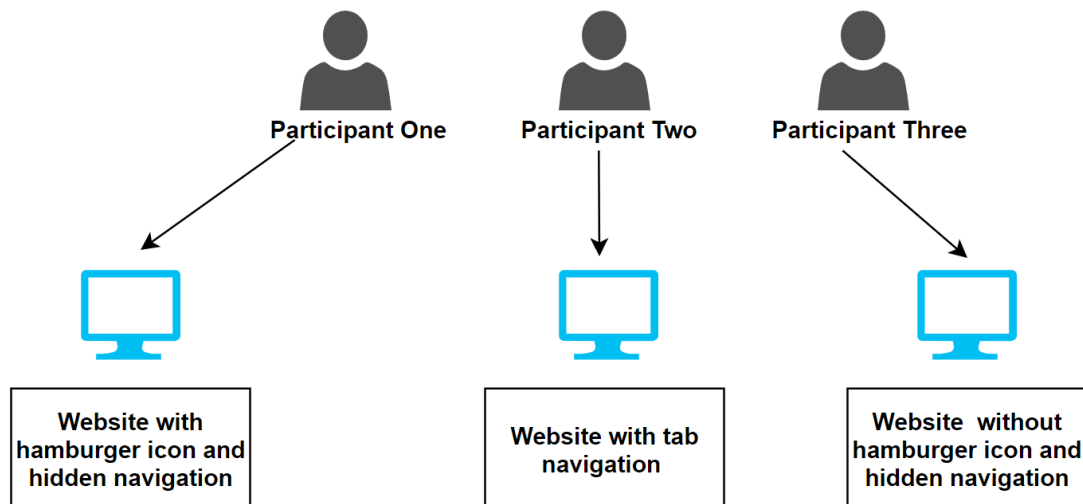 Participant One
Participant Two
Participant Three
Website with
hamburger icon and
hidden navigation
Website with tab
navigation
Website without
hamburger icon and
hidden navigation